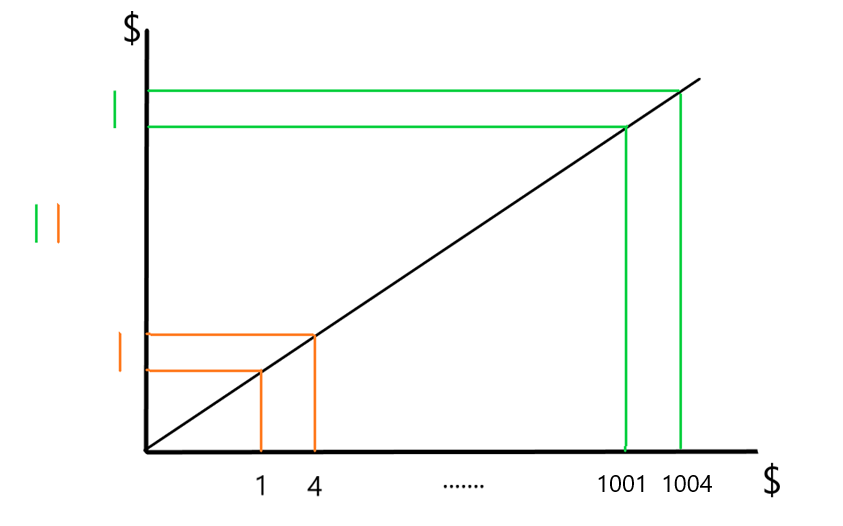 $
1 4 ....... 1001 1004 $